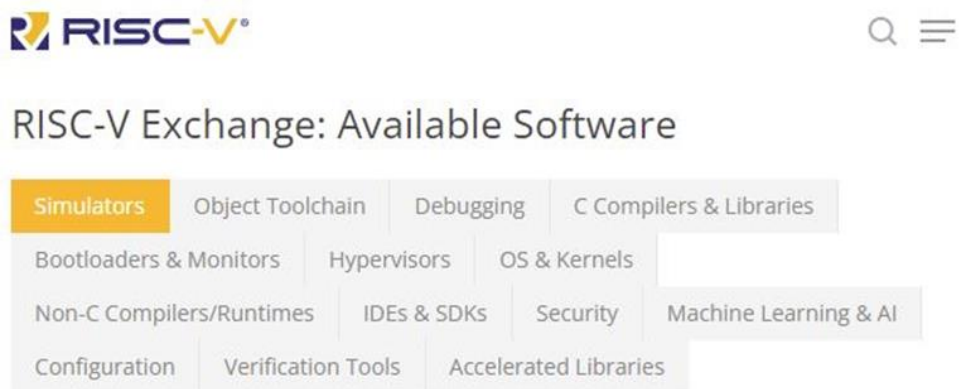 RISC-V®
RISC-V Exchange: Available Software
Simulators Object Toolchain Debugging C Compilers & Libraries
Bootloaders & Monitors Hypervisors OS & Kernels
Non-C Compilers/Runtimes IDEs & SDKs Security Machine Learning & AI
Configuration Verification Tools Accelerated Libraries